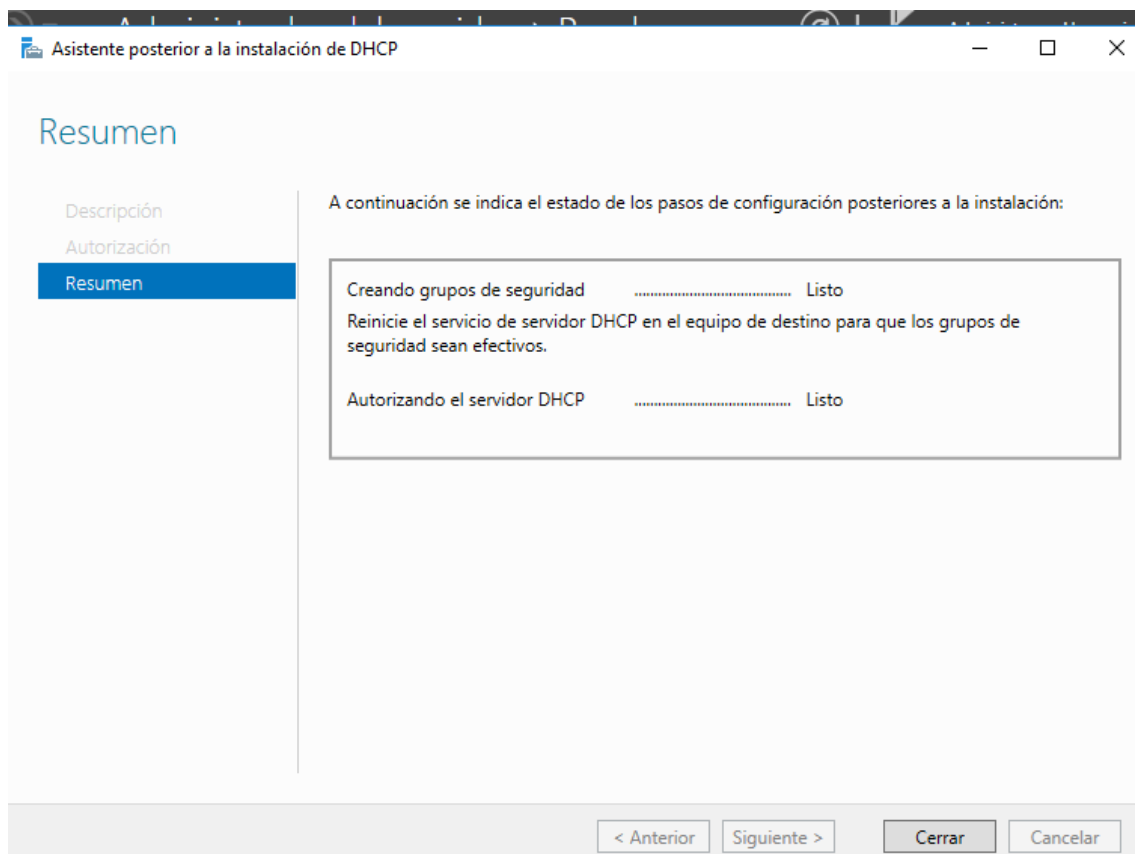 Asistente posterior a la instalación de DHCP
Resumen
Descripción
Autorización
Resumen
A continuación se indica el estado de los pasos de configuración posteriores a la instalación:
Creando grupos de seguridad ........................................ Listo
Reinicie el servicio de servidor DHCP en el equipo de destino para que los grupos de
seguridad sean efectivos.
Autorizando el servidor DHCP ........................................ Listo
< Anterior
Siguiente >
Cerrar
Cancelar